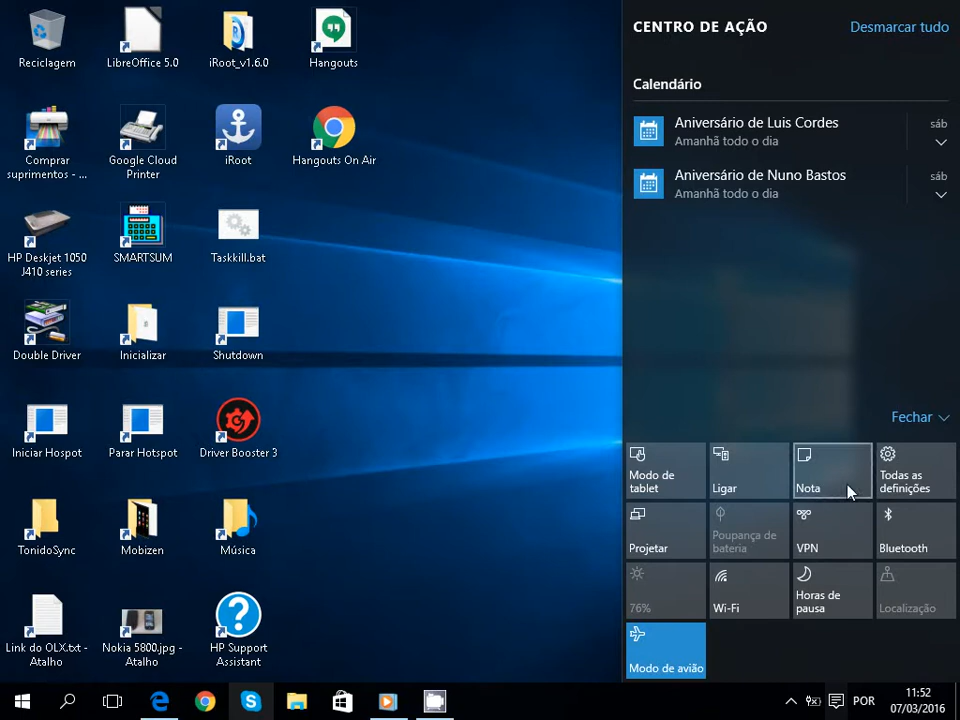 Reciclagem
LibreOffice 5.0
iRoot_v1.6.0
Hangouts
Comprar
suprimentos - ...
Google Cloud
Printer
iRoot
Hangouts On Air
HP Deskjet 1050
J410 series
SMARTSUM
Taskkill.bat
Double Driver
Inicializar
Shutdown
Iniciar Hospot
Parar Hotspot
Driver Booster 3
TonidoSync
Mobizen
Música
Link do OLX.txt -
Atalho
Nokia 5800.jpg -
Atalho
HP Support
Assistant
CENTRO DE AÇÃO
Desmarcar tudo
Calendário
Aniversário de Luis Cordes
sáb
Amanhã todo o dia
Aniversário de Nuno Bastos
sáb
Amanhã todo o dia
Fechar
Modo de
tablet
Ligar
Nota
Todas as
definições
Projetar
Poupança de
bateria
VPN
Bluetooth
76%
Wi-Fi
Horas de
pausa
Localização
Modo de avião
POR
11:52
07/03/2016